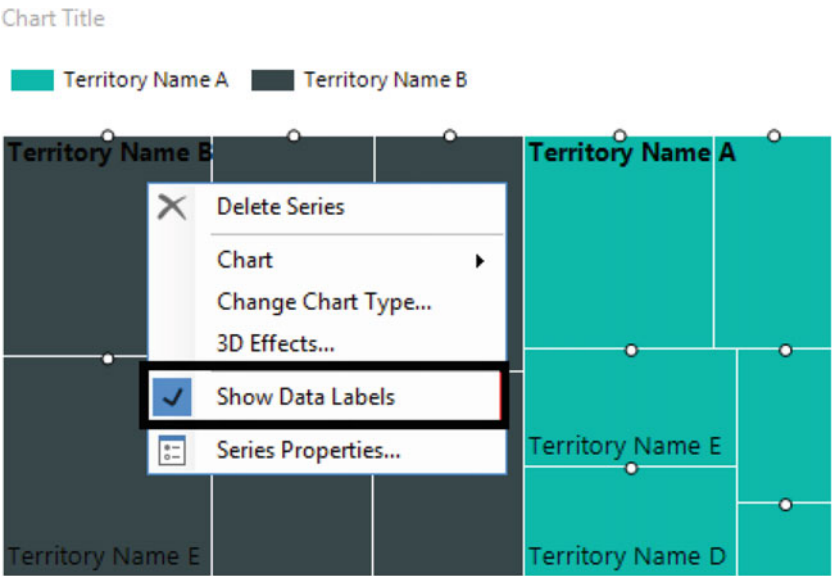 Chart Title
Territory Name A Territory Name B
Territory Name B
Territory Name A
Delete Series
Chart
Change Chart Type...
3D Effects...
Show Data Labels
Series Properties...
Territory Name E
Territory Name E
Territory Name D